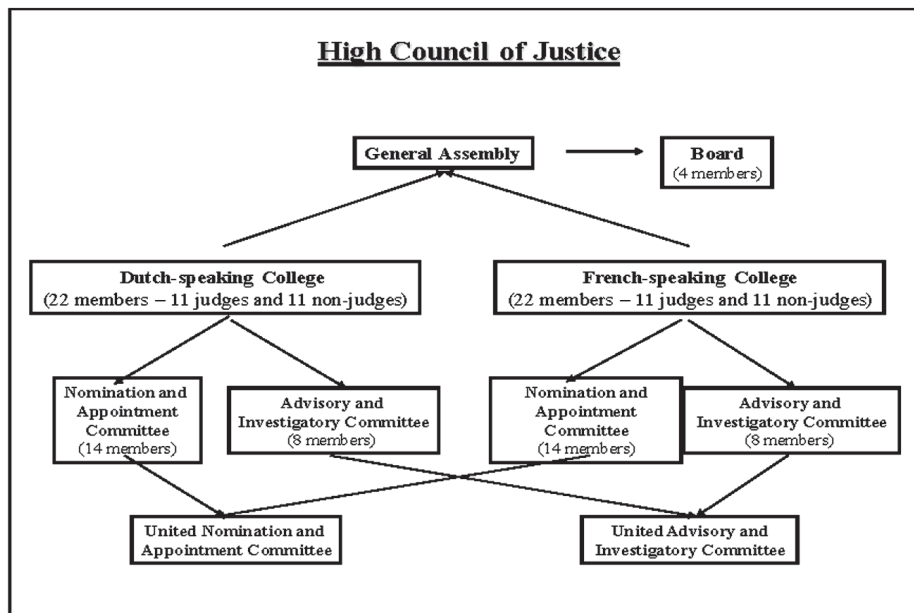 High Council of Justice
General Assembly
Board
(4 members)
Dutch-speaking College
(22 members – 11 judges and 11 non-judges)
French-speaking College
(22 members – 11 judges and 11 non-judges)
Nomination and
Appointment
Committee
(14 members)
Advisory and
Investigatory Committee
(8 members)
Nomination and
Appointment
Committee
(14 members)
Advisory and
Investigatory Committee
(8 members)
United Nomination and
Appointment Committee
United Advisory and
Investigatory Committee